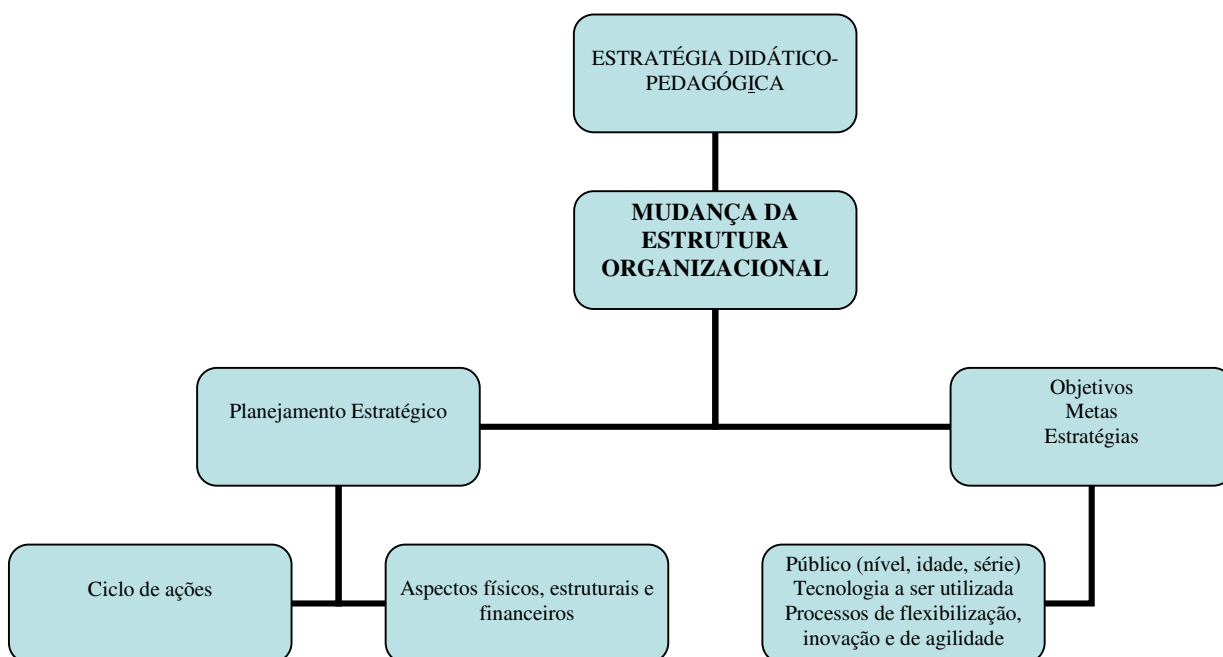 ESTRATÉGIA DIDÁTICO-
PEDAGÓGICA
MUDANÇA DA
ESTRUTURA
ORGANIZACIONAL
Planejamento Estratégico
Objetivos
Metas
Estratégias
Ciclo de ações
Aspectos físicos, estruturais e
financeiros
Público (nível, idade, série)
Tecnologia a ser utilizada
Processos de flexibilização,
inovação e de agilidade